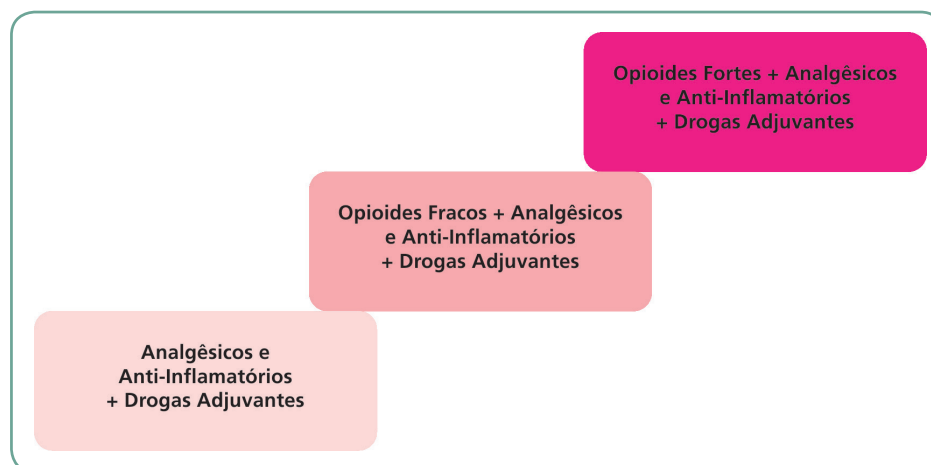 Opioides Fortes + Analgêsicos
e Anti-Inflamatórios
+ Drogas Adjuvantes
Opioides Fracos + Analgêsicos
e Anti-Inflamatórios
+ Drogas Adjuvantes
Analgêsicos e
Anti-Inflamatórios
+ Drogas Adjuvantes